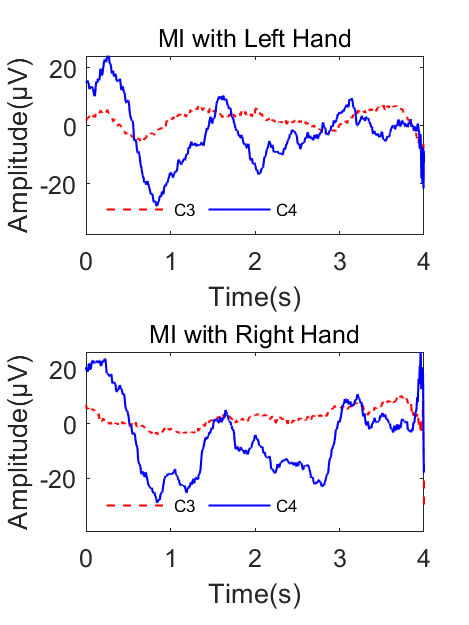 MI with Left Hand
Amplitude(μV)
20
0
-20
C3
C4
0 1 2 3 4
Time(s)
MI with Right Hand
Amplitude(μV)
20
0
-20
C3
C4
0 1 2 3 4
Time(s)